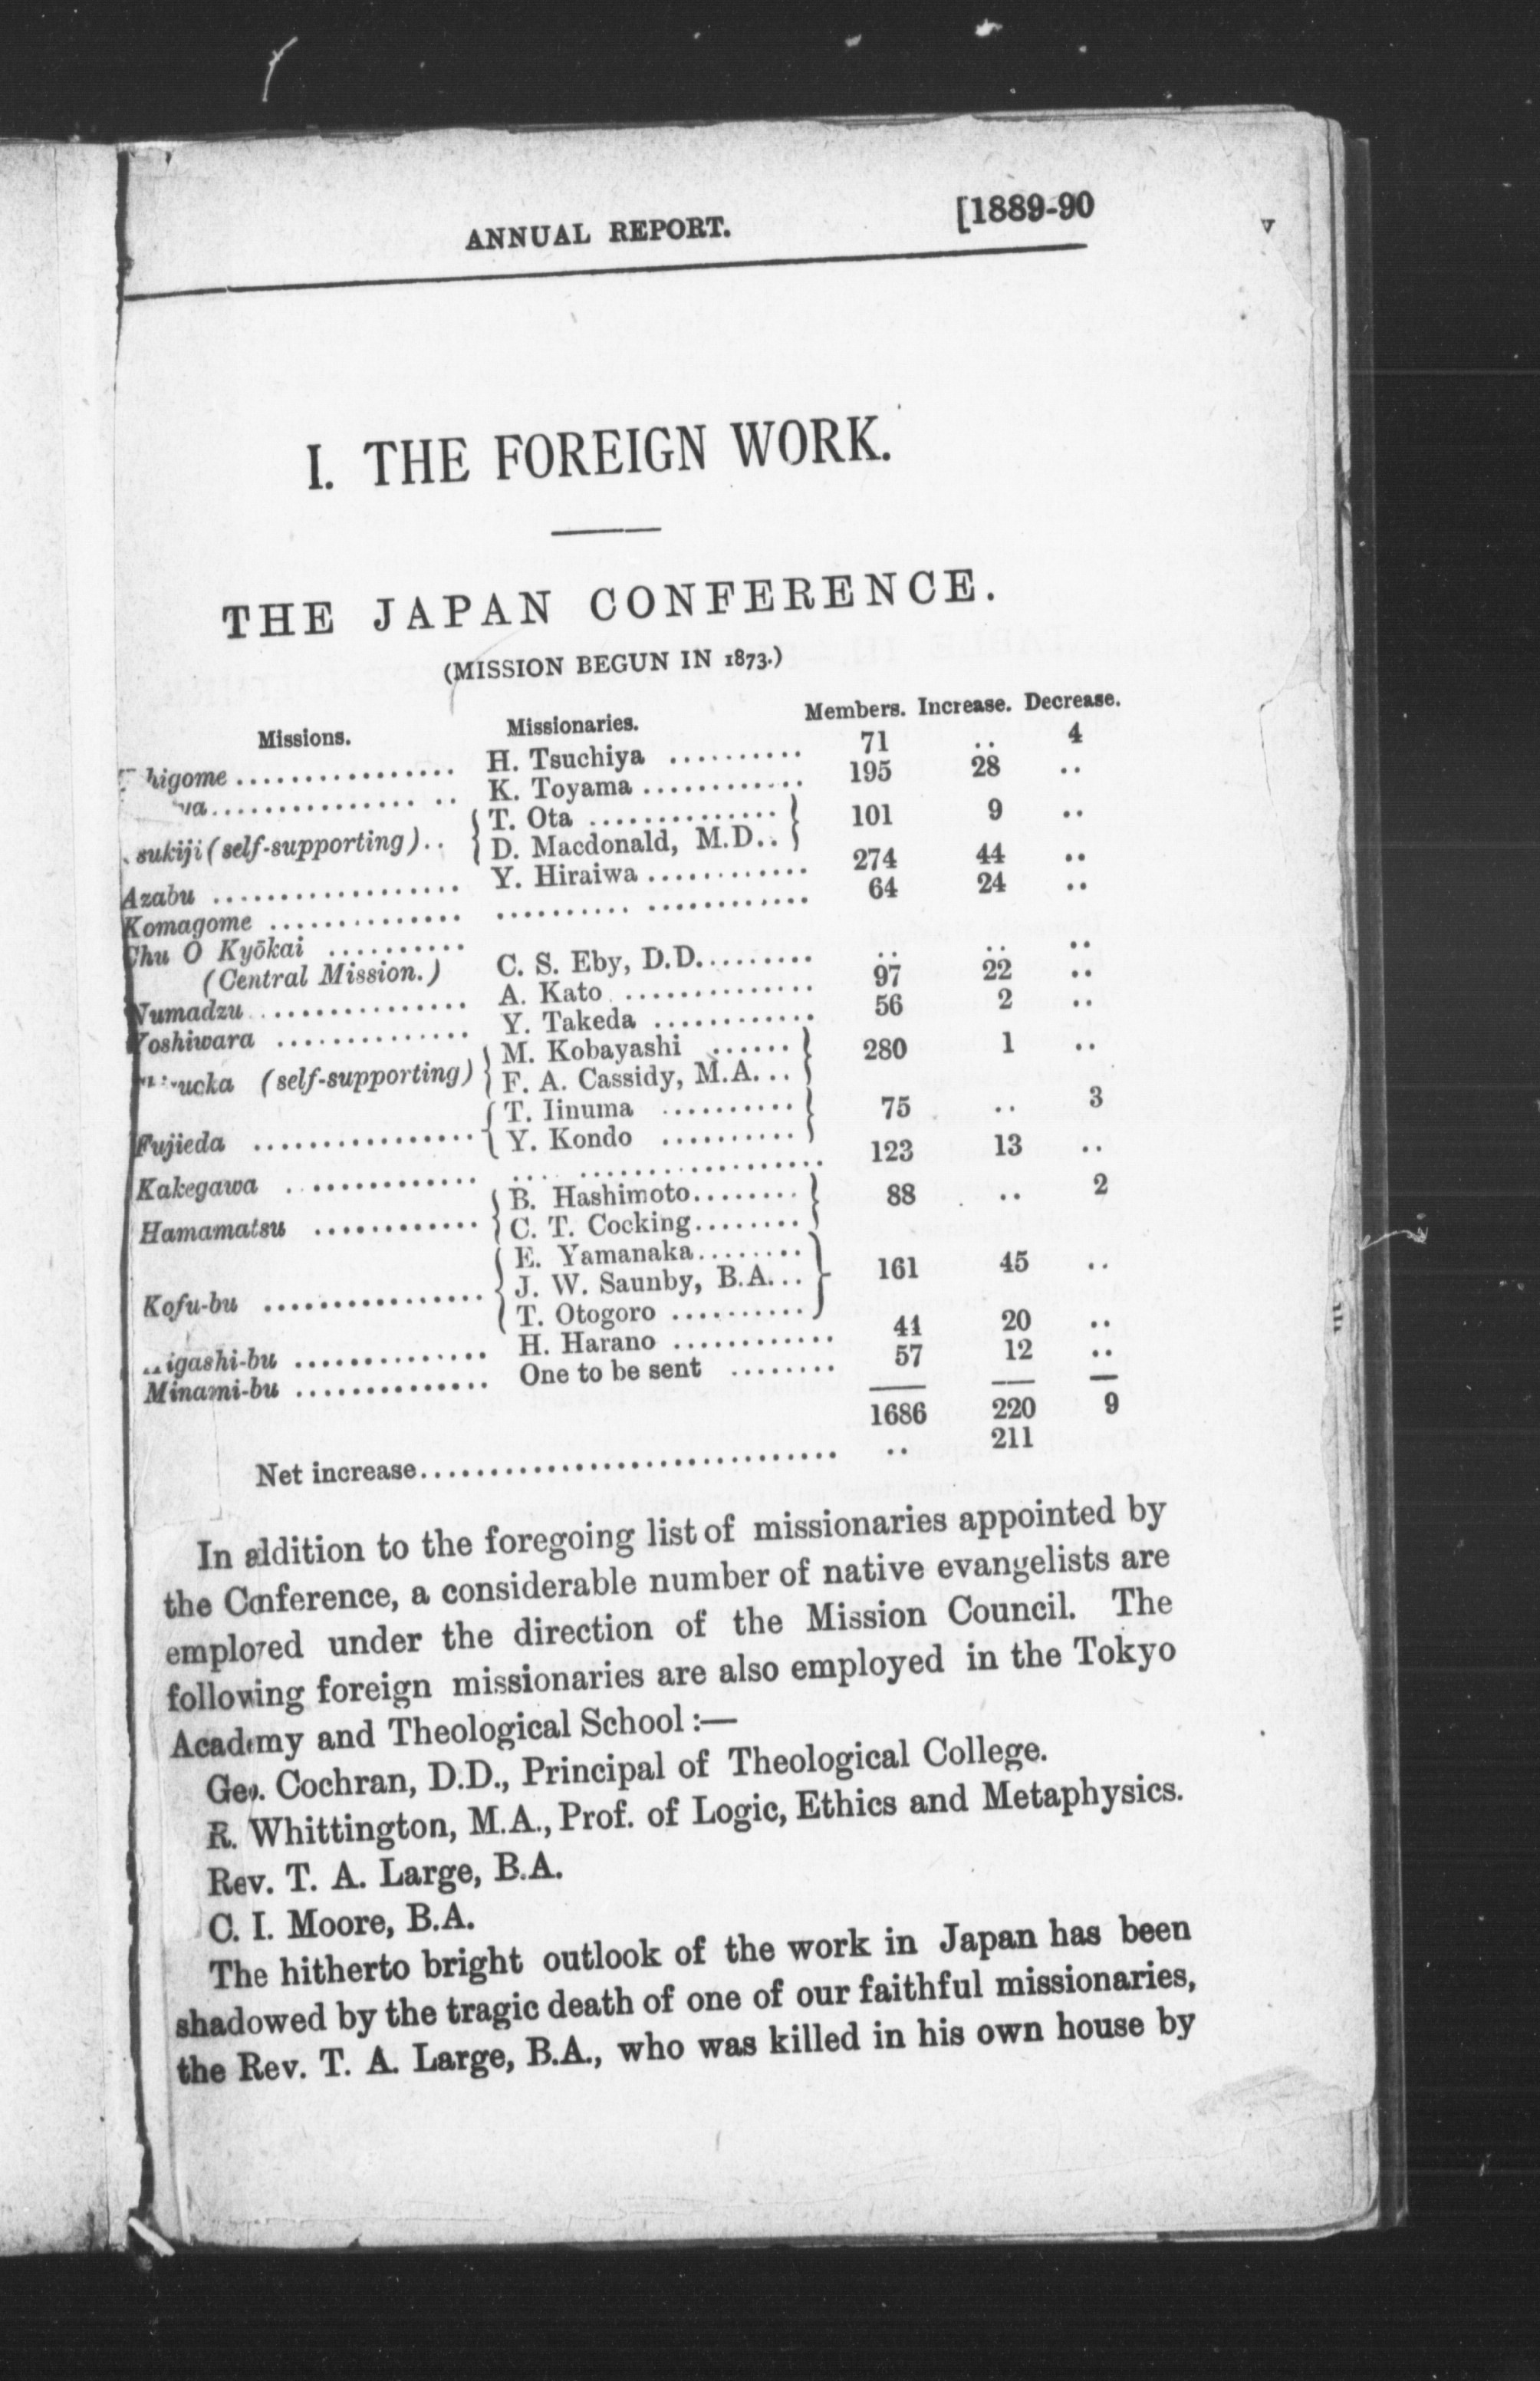 ANNUAL REPORT. [1889-90
I. THE FOREIGN WORK.
THE JAPAN CONFERENCE.
(MISSION BEGUN IN 1873.)
Missions. Missionaries. Members. Increase. Decrease.
higome ................ H. Tsuchiya .......... 71 .. 4
............... .. K. Toyama ............ 195 28 ..
sukiji (self-supporting).. { T. Ota .............. } 101 9 ..
{ D. Macdonald, M.D.. }
Azabu .................. Y. Hiraiwa ............ 274 44 ..
Komagome .............. .......... ............ 64 24 ..
Chu O Kyōkai ..........
(Central Mission.) C. S. Eby, D.D......... .. .. ..
Numadzu ............... A. Kato .............. 97 22 ..
Yoshiwara .............. Y. Takeda ............ 56 2 ..
ucka (self-supporting) { M. Kobayashi ...... } 280 1 ..
{ F. A. Cassidy, M.A... }
Fujieda ................ { T. Iinuma .......... } 75 .. 3
{ Y. Kondo .......... }
Kakegawa .............. .... .................. 123 13 ..
Hamamatsu ............ { B. Hashimoto........ } 88 .. 2
{ C. T. Cocking........ }
{ E. Yamanaka........ }
Kofu-bu ................ { J. W. Saunby, B.A... } 161 45 ..
{ T. Otogoro .......... }
igashi-bu .............. H. Harano ............ 44 20 ..
Minami-bu .............. One to be sent ........ 57 12 ..
1686 220 9
Net increase.............................. .. 211
In addition to the foregoing list of missionaries appointed by
the Conference, a considerable number of native evangelists are
employed under the direction of the Mission Council. The
following foreign missionaries are also employed in the Tokyo
Academy and Theological School :—
Geo. Cochran, D.D., Principal of Theological College.
R. Whittington, M.A., Prof. of Logic, Ethics and Metaphysics.
Rev. T. A. Large, B.A.
C. I. Moore, B.A.
The hitherto bright outlook of the work in Japan has been
shadowed by the tragic death of one of our faithful missionaries,
the Rev. T. A. Large, B.A., who was killed in his own house by